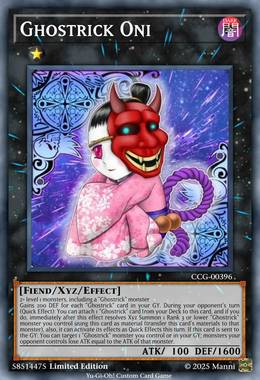 Ghostrick Oni
DARK
闇
CCG-00396
[Fiend/Xyz/Effect]
2+ level 1 monsters, including a "Ghostrick" monster
Gains 200 DEF for each "Ghostrick" card in your GY. During your opponent's turn
(Quick Effect): You can attach 1 "Ghostrick" card from your Deck to this card, and if you
do, immediately after this effect resolves Xyz Summon 1 Rank 3 or lower "Ghostrick"
monster you control using this card as material (transfer this card's materials to that
monster), also, it can activate its effects as Quick Effects this turn. If this card is sent to
the GY: You can target 1 "Ghostrick" monster you control or in your GY; monsters your
opponent controls lose ATK equal to the ATK of that monster.
ATK/ 100 DEF/1600
S8S14475 Limited Edition
© 2025 Manni
Yu-Gi-Oh! Custom Card Game